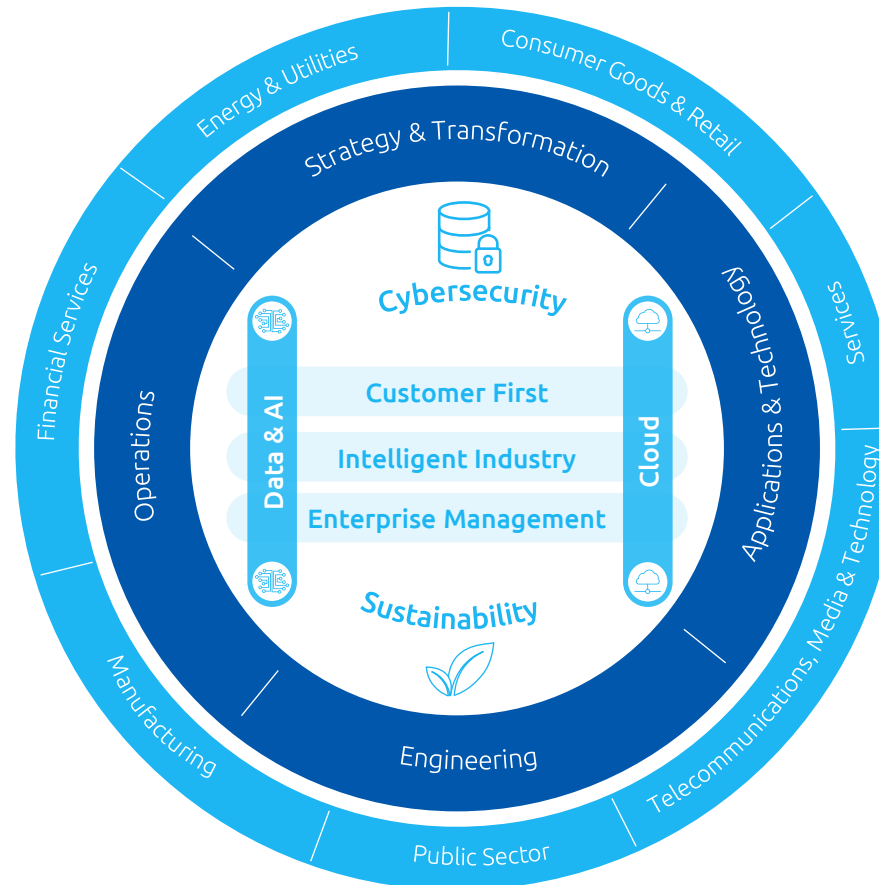 Energy & Utilities
Consumer Goods & Retail
Services
Telecommunications, Media & Technology
Public Sector
Manufacturing
Financial Services
Strategy & Transformation
Applications & Technology
Engineering
Operations
Cybersecurity
Data & AI
Customer First
Intelligent Industry
Enterprise Management
Cloud
Sustainability